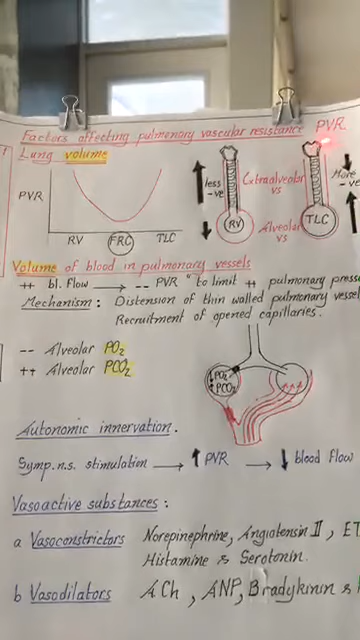 Factors affecting pulmonary vascular resistance PVR.
Lung volume
PVR
RV FRC TLC
less -ve
Extraalveolar vs
More -ve
RV
Alveolar vs
TLC
Volume of blood in pulmonary vessels
++ bl. flow → -- PVR "to limit ++ pulmonary
Mechanism : Distension of thin walled pulmonary
Recruitment of opened capillaries.
-- Alveolar PO2
++ Alveolar PCO2
↓ PO2
↑ PCO2
Autonomic innervation.
Symp.n.s. stimulation → ↑ PVR → ↓ blood flow
Vasoactive substances :
a Vasoconstrictors Norepinephrine, Angiotensin II , ET
Histamine & Serotonin.
b Vasodilators ACh , ANP, Bradykinin &